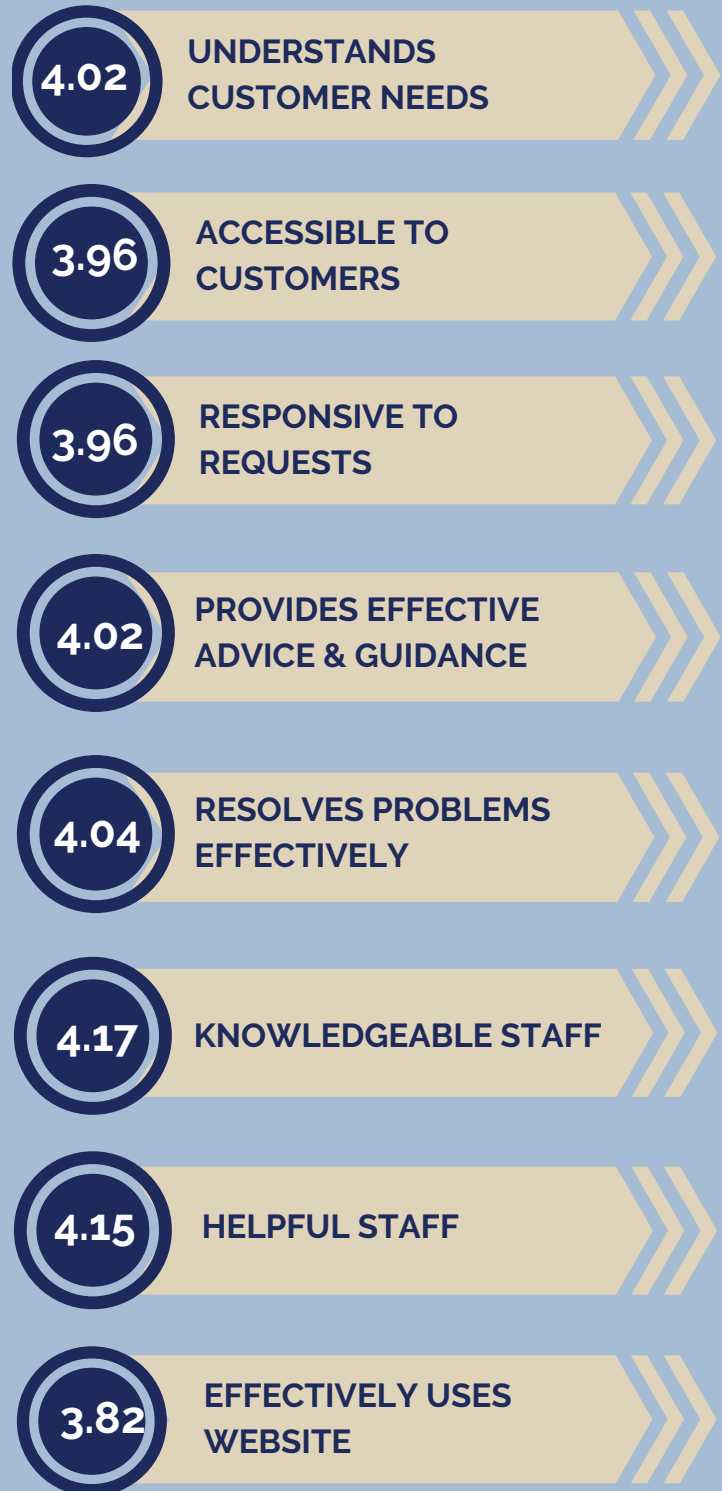 4.02
UNDERSTANDS
CUSTOMER NEEDS
3.96
ACCESSIBLE TO
CUSTOMERS
3.96
RESPONSIVE TO
REQUESTS
4.02
PROVIDES EFFECTIVE
ADVICE & GUIDANCE
4.04
RESOLVES PROBLEMS
EFFECTIVELY
4.17
KNOWLEDGEABLE STAFF
4.15
HELPFUL STAFF
3.82
EFFECTIVELY USES
WEBSITE